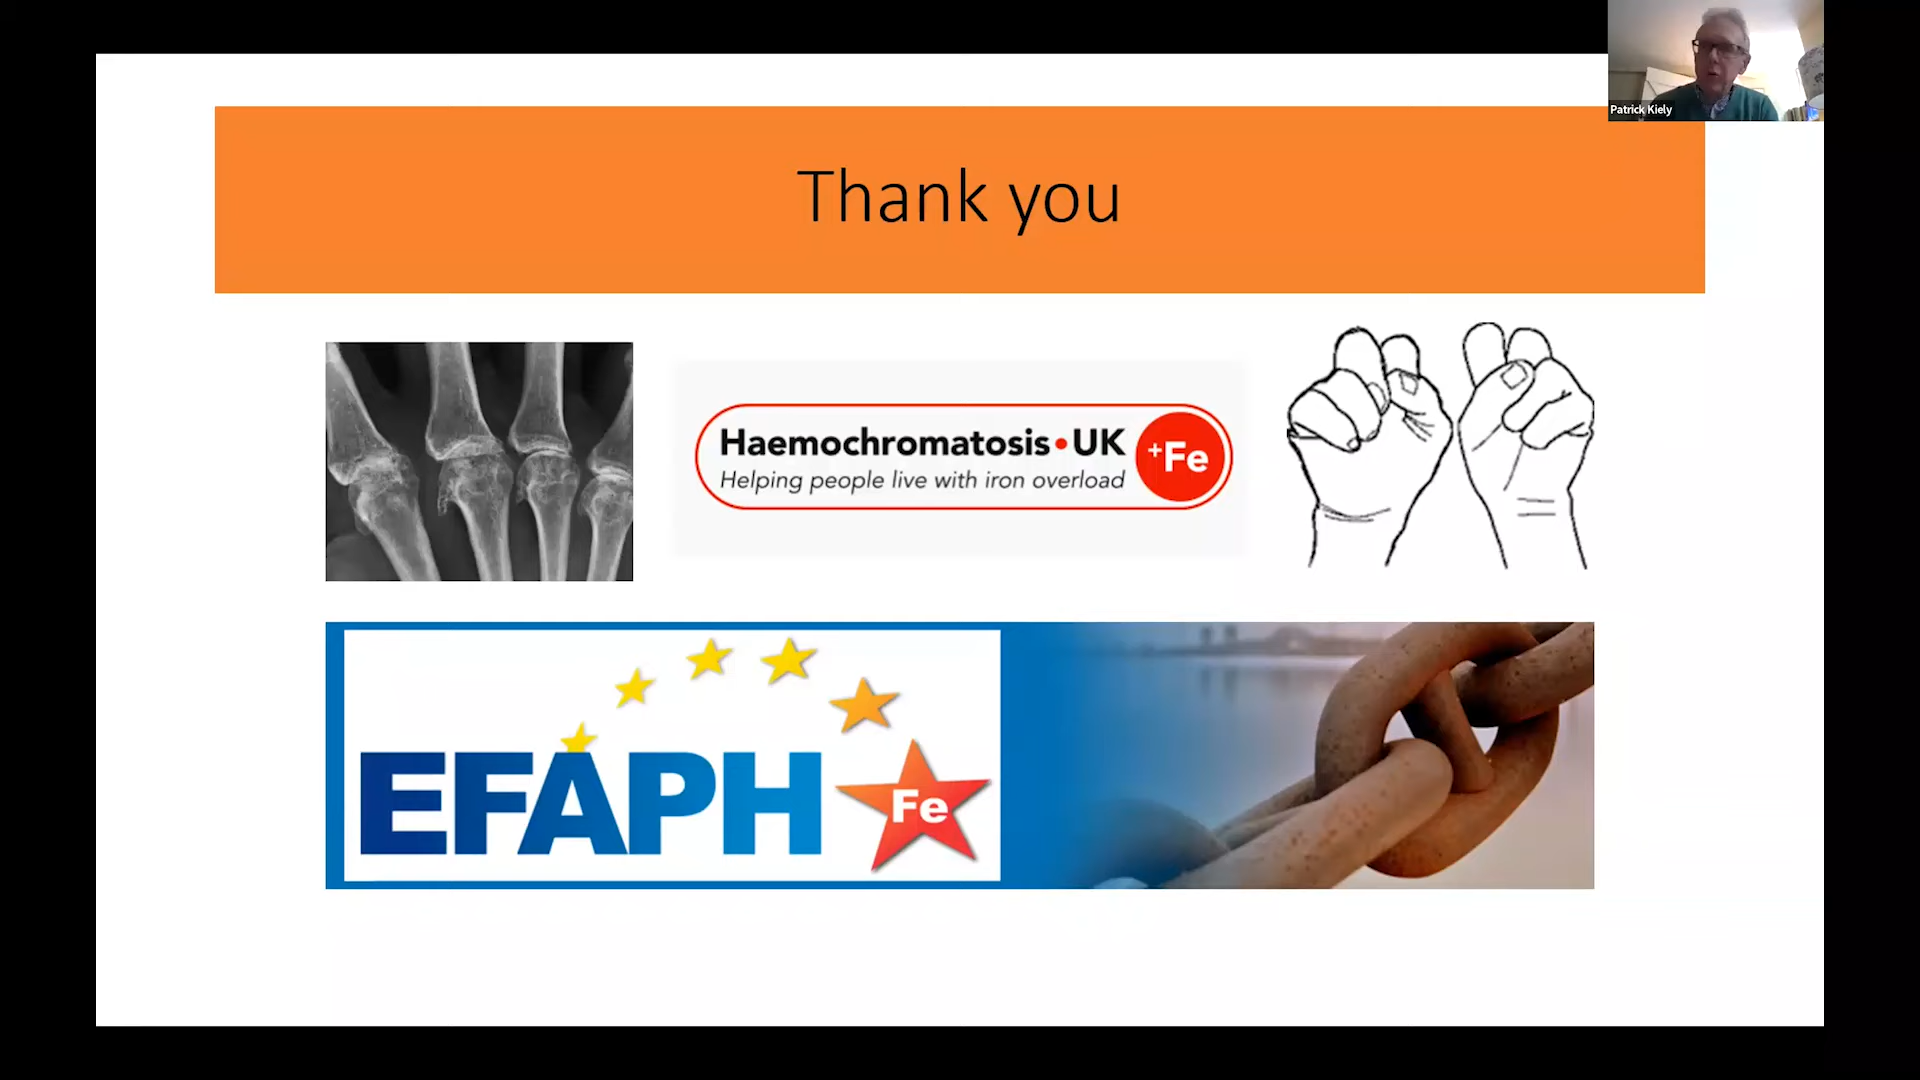 Patrick Kiely
Thank you
Haemochromatosis•UK
Helping people live with iron overload
+Fe
EFAPH
Fe